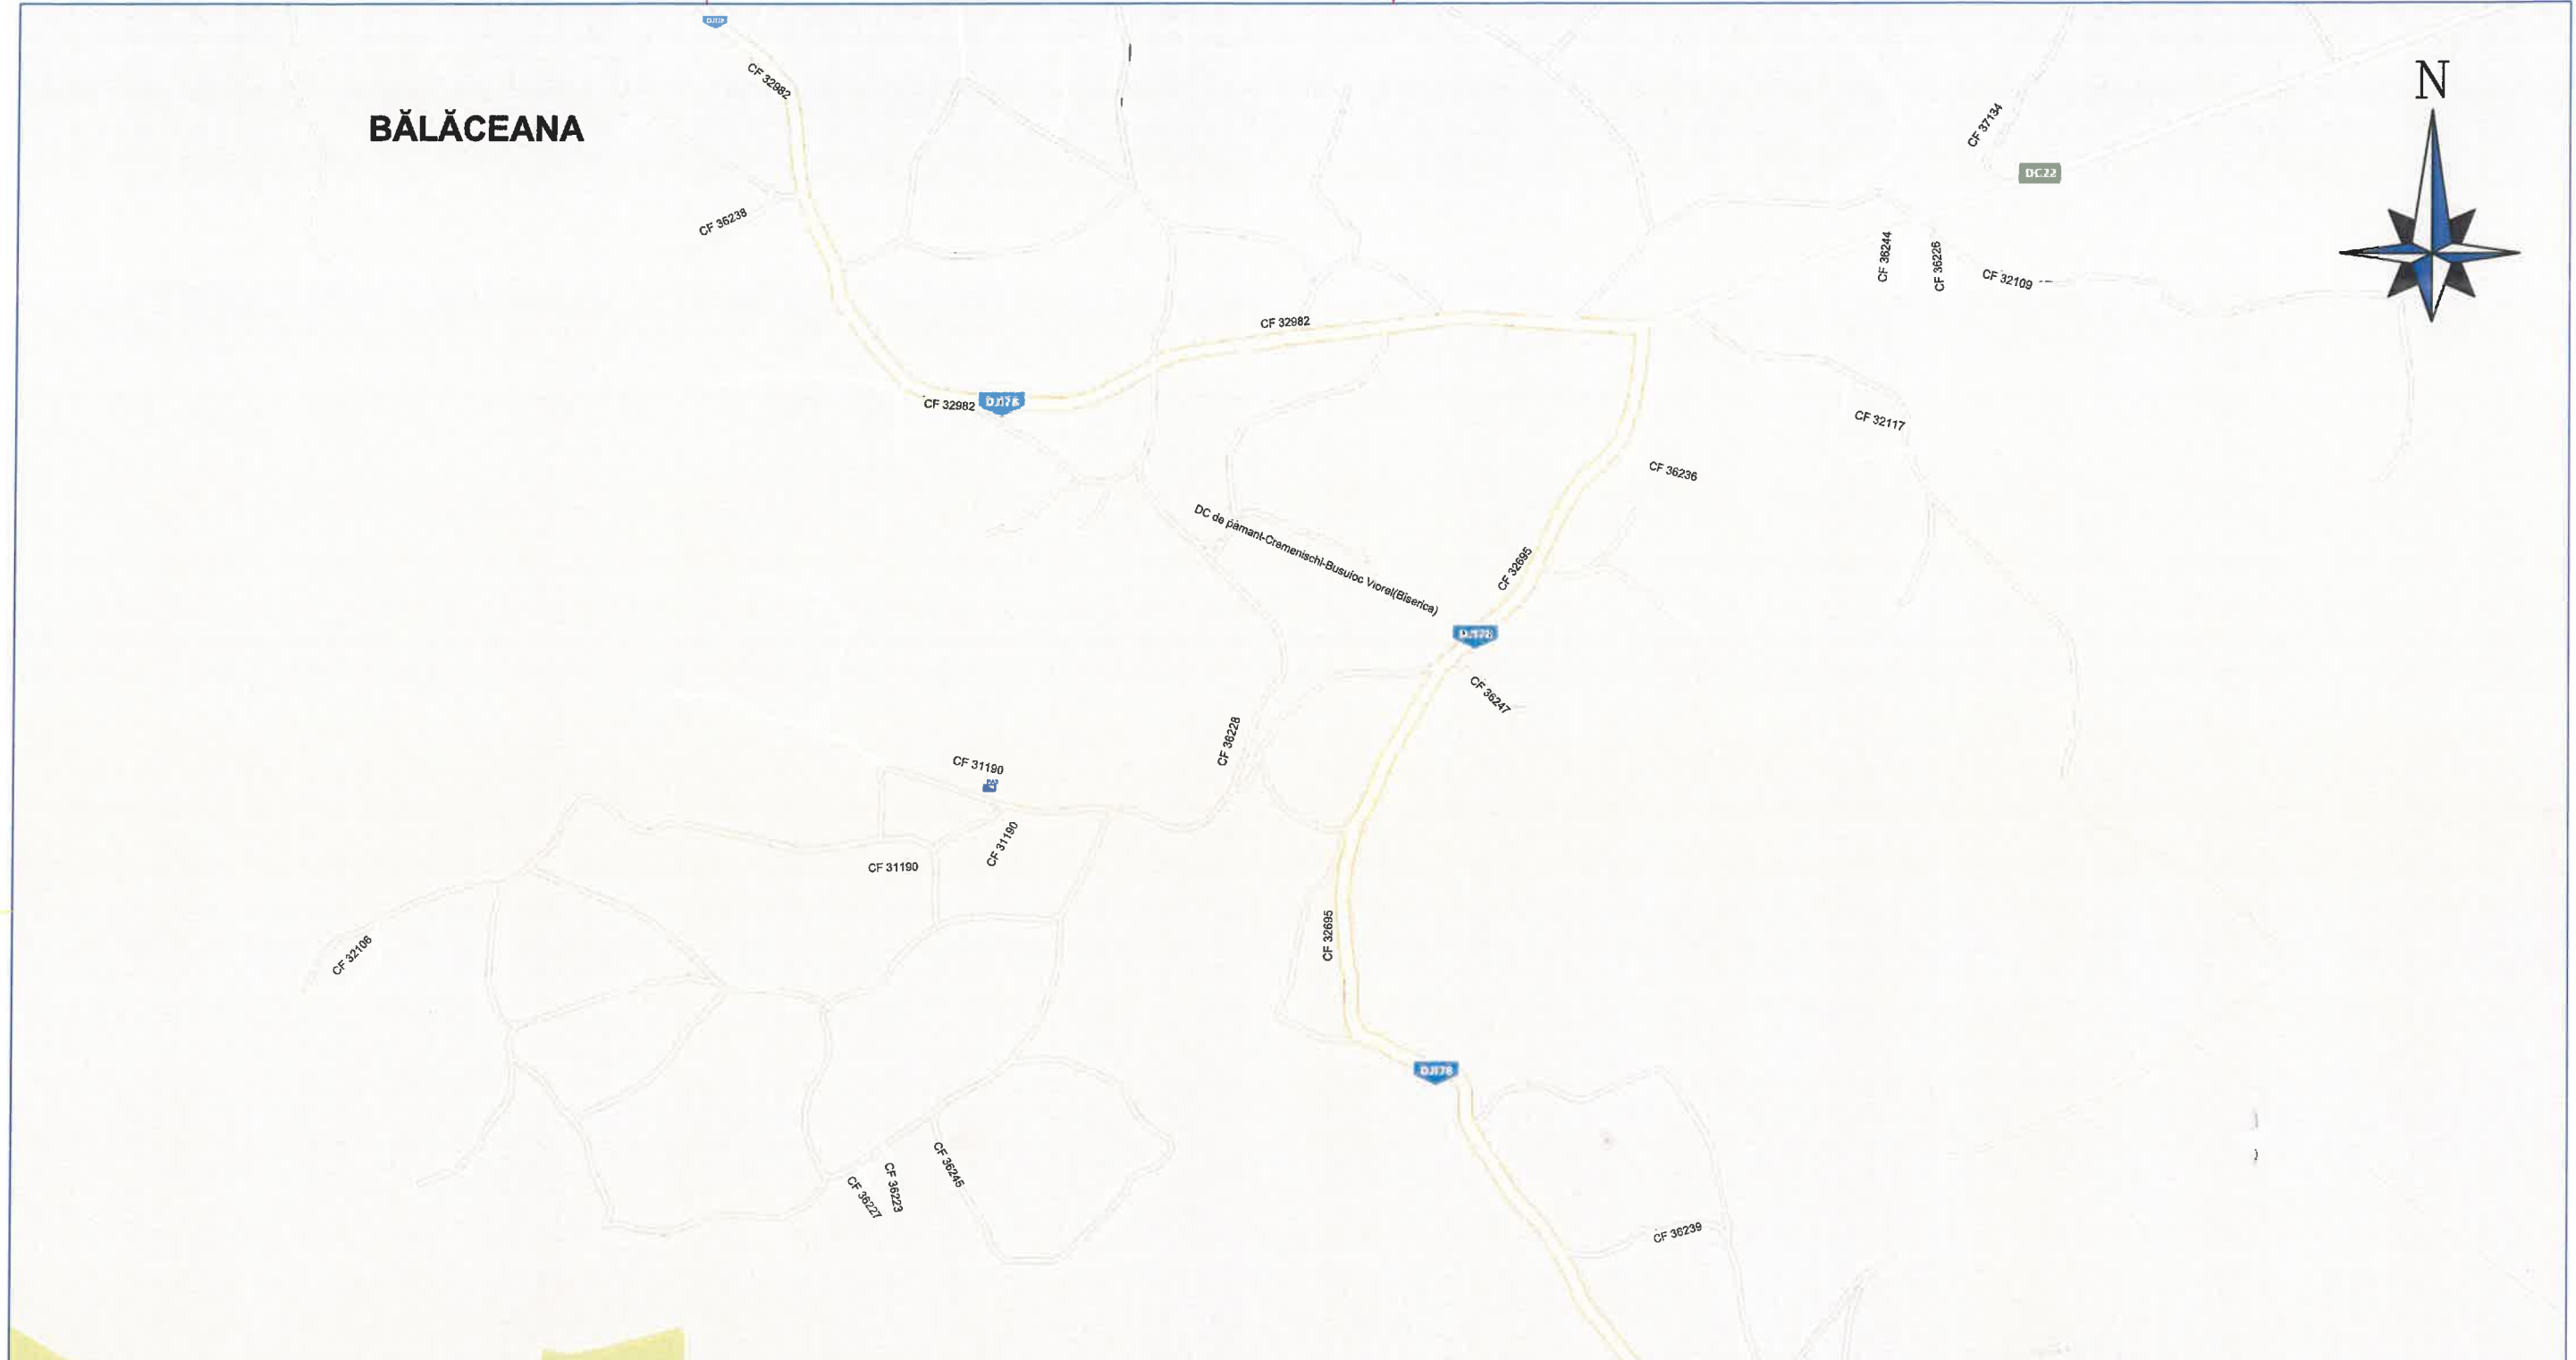 CF 32982
N
BĂLĂCEANA
CF 37134
DC22
CF 36238
CF 36244
CF 36226
CF 32109
CF 32982
CF 32982
DJ178
CF 32117
CF 36236
DC de pamant-Cremenischi-Busuioc Viorel(Biserica)
CF 32695
DJ178
CF 36247
CF 36228
CF 31190
CF 31190
CF 31190
CF 32695
CF 32106
DJ178
CF 36245
CF 36223
CF 36227
CF 36239